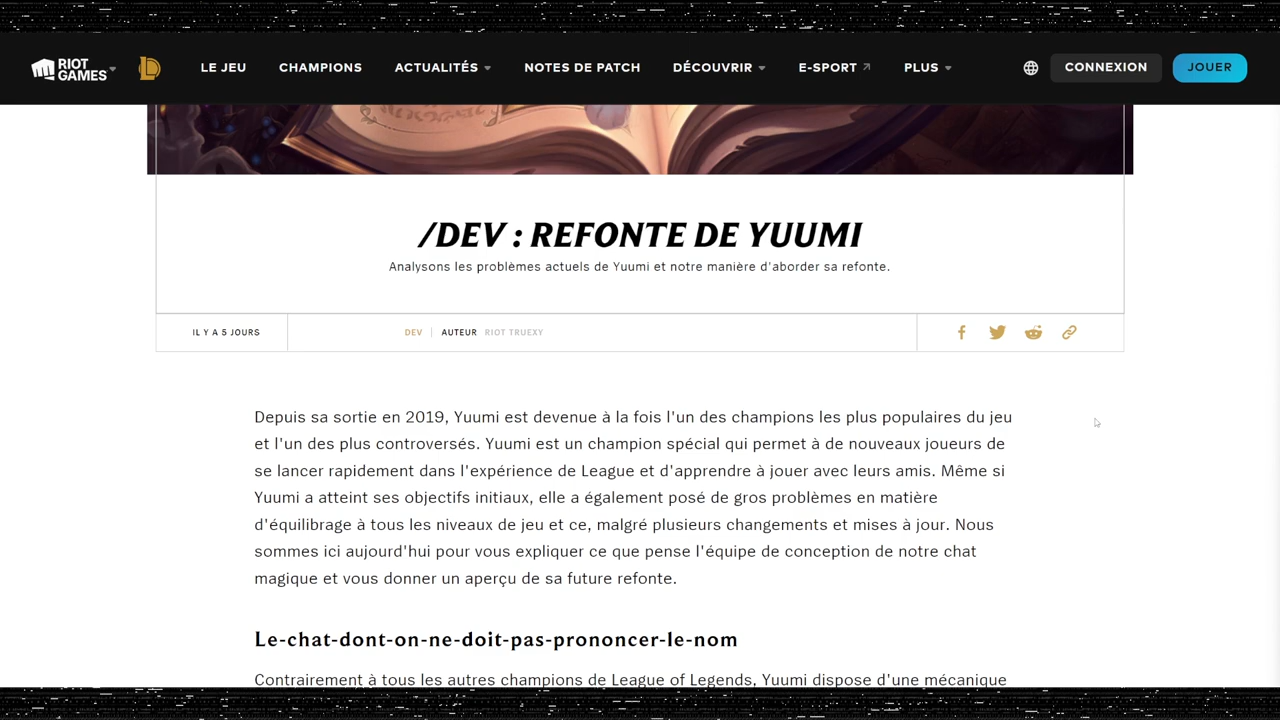 RIOT GAMES
LE JEU
CHAMPIONS
ACTUALITÉS
NOTES DE PATCH
DÉCOUVRIR
E-SPORT
PLUS
CONNEXION
JOUER
/DEV : REFONTE DE YUUMI
Analysons les problèmes actuels de Yuumi et notre manière d'aborder sa refonte.
IL Y A 5 JOURS
DEV | AUTEUR RIOT TRUEXY
Depuis sa sortie en 2019, Yuumi est devenue à la fois l'un des champions les plus populaires du jeu
et l'un des plus controversés. Yuumi est un champion spécial qui permet à de nouveaux joueurs de
se lancer rapidement dans l'expérience de League et d'apprendre à jouer avec leurs amis. Même si
Yuumi a atteint ses objectifs initiaux, elle a également posé de gros problèmes en matière
d'équilibrage à tous les niveaux de jeu et ce, malgré plusieurs changements et mises à jour. Nous
sommes ici aujourd'hui pour vous expliquer ce que pense l'équipe de conception de notre chat
magique et vous donner un aperçu de sa future refonte.
Le-chat-dont-on-ne-doit-pas-prononcer-le-nom
Contrairement à tous les autres champions de League of Legends, Yuumi dispose d'une mécanique